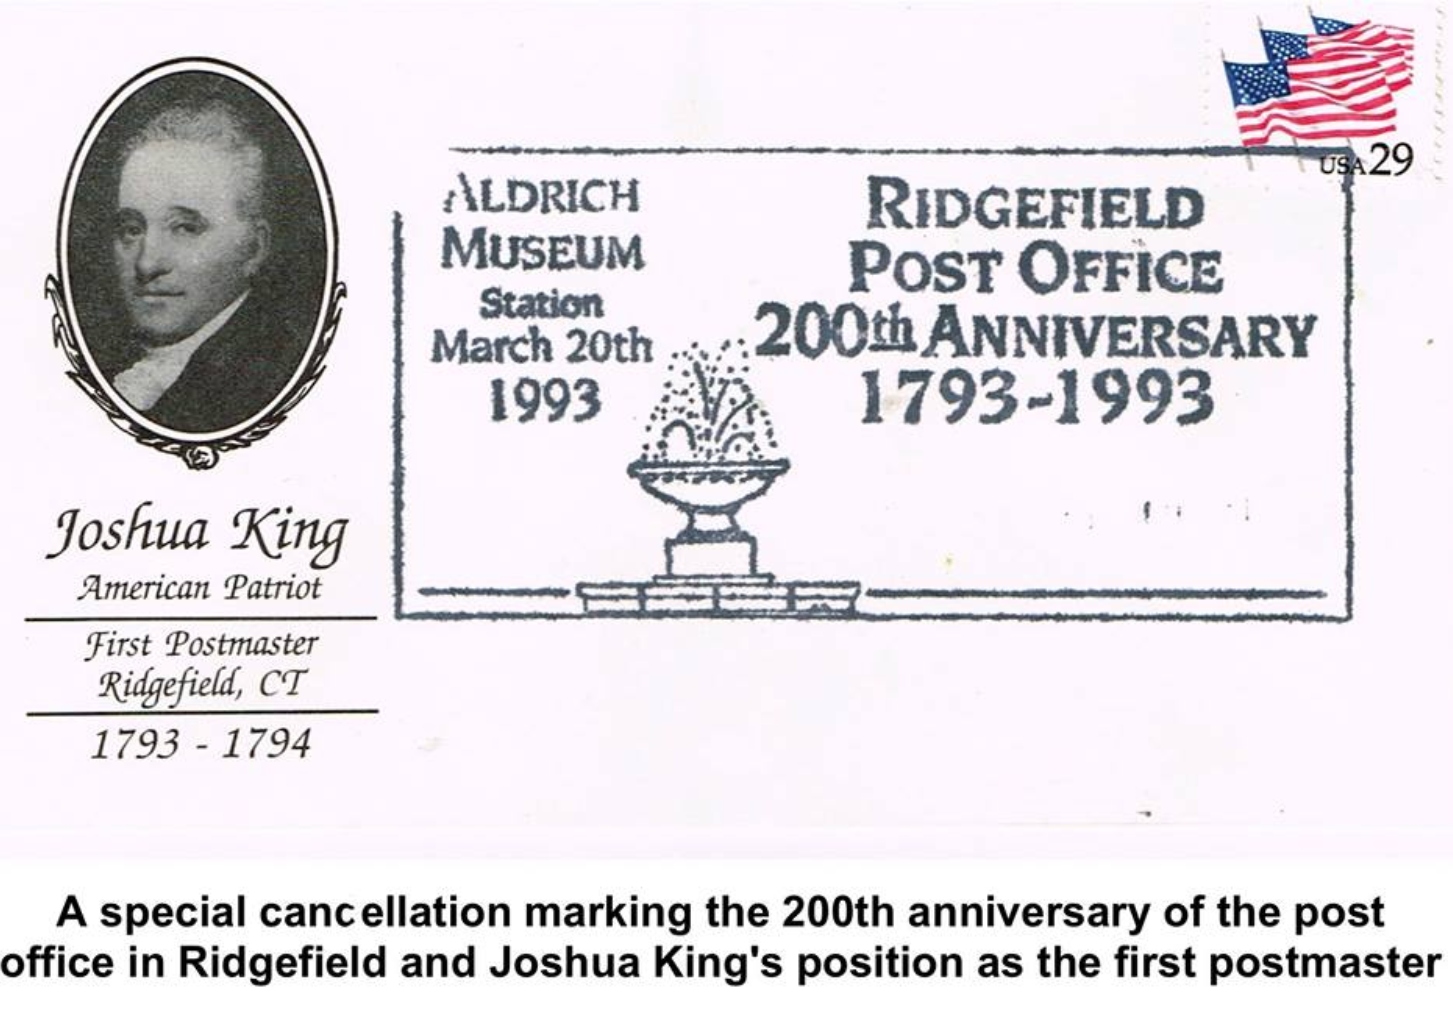 Joshua King
American Patriot
First Postmaster
Ridgefield, CT
1793 - 1794
ALDRICH
MUSEUM
Station
March 20th
1993
RIDGEFIELD
POST OFFICE
200th ANNIVERSARY
1793-1993
USA 29
A special cancellation marking the 200th anniversary of the post
office in Ridgefield and Joshua King's position as the first postmaster